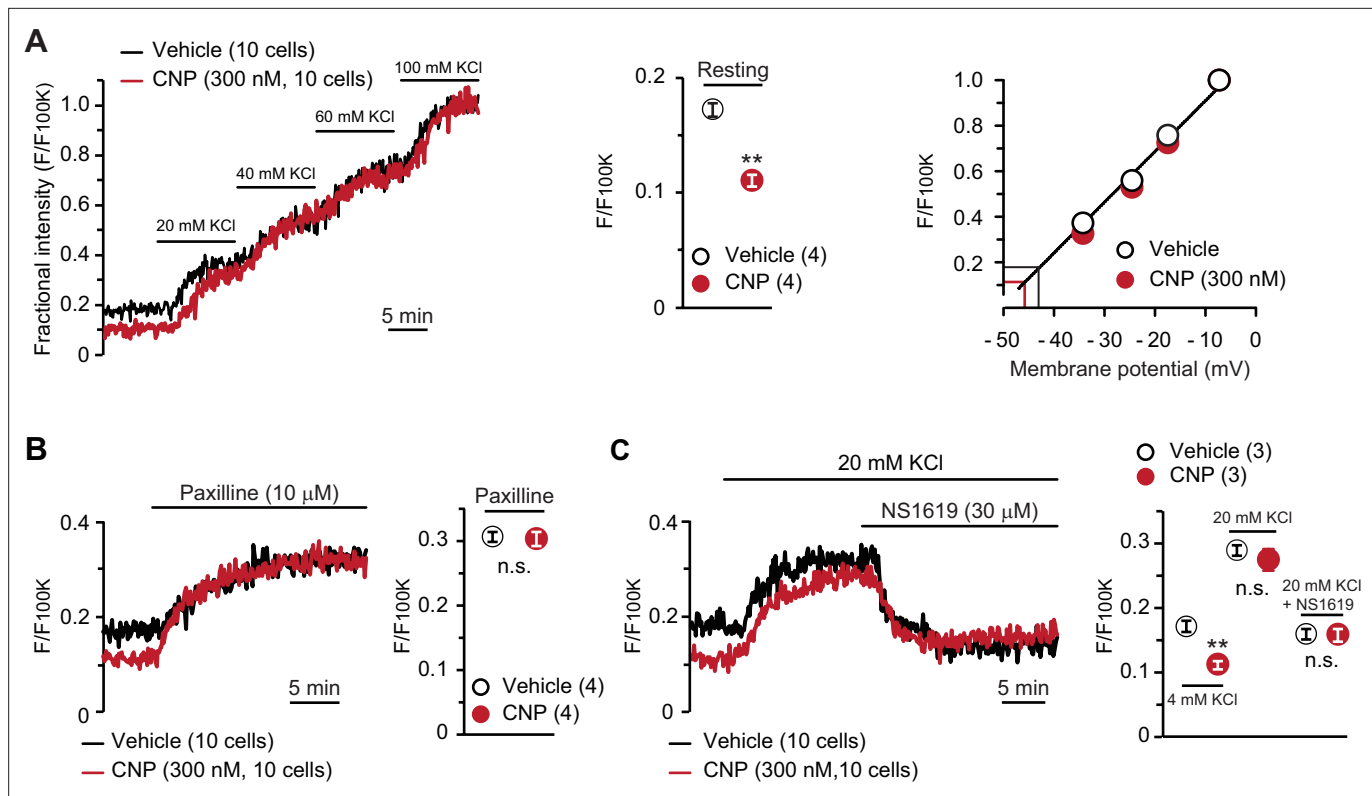 A
Vehicle (10 cells)
CNP (300 nM, 10 cells)
100 mM KCl
60 mM KCl
40 mM KCl
20 mM KCl
Fractional intensity (F/F100K)
1.0
0.8
0.6
0.4
0.2
0
5 min
0.2
0.1
0
F/F100K
Resting
**
Vehicle (4)
CNP (4)
1.0
0.8
0.6
0.4
0.2
F/F100K
Vehicle
CNP (300 nM)
- 50 - 40 - 30 - 20 - 10 0
Membrane potential (mV)
B
Paxilline (10 μM)
0.4
0.2
0
F/F100K
5 min
Vehicle (10 cells)
CNP (300 nM, 10 cells)
Paxilline
0.3
0.3
0.1
0
F/F100K
n.s.
Vehicle (4)
CNP (4)
C
20 mM KCl
NS1619 (30 μM)
0.4
0.2
0
F/F100K
5 min
Vehicle (10 cells)
CNP (300 nM,10 cells)
Vehicle (3)
CNP (3)
0.3
0.2
0.1
0
F/F100K
20 mM KCl
n.s.
20 mM KCl
+ NS1619
n.s.
**
4 mM KCl